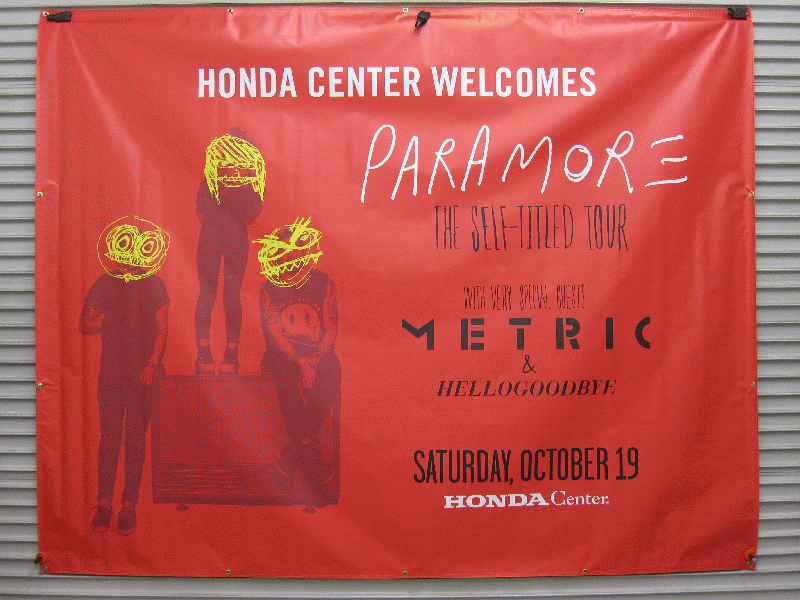 HONDA CENTER WELCOMES
PARAMORE
THE SELF-TITLED TOUR
WITH VERY SPECIAL GUESTS
METRIC
&
HELLOGOODBYE
SATURDAY, OCTOBER 19
HONDA Center